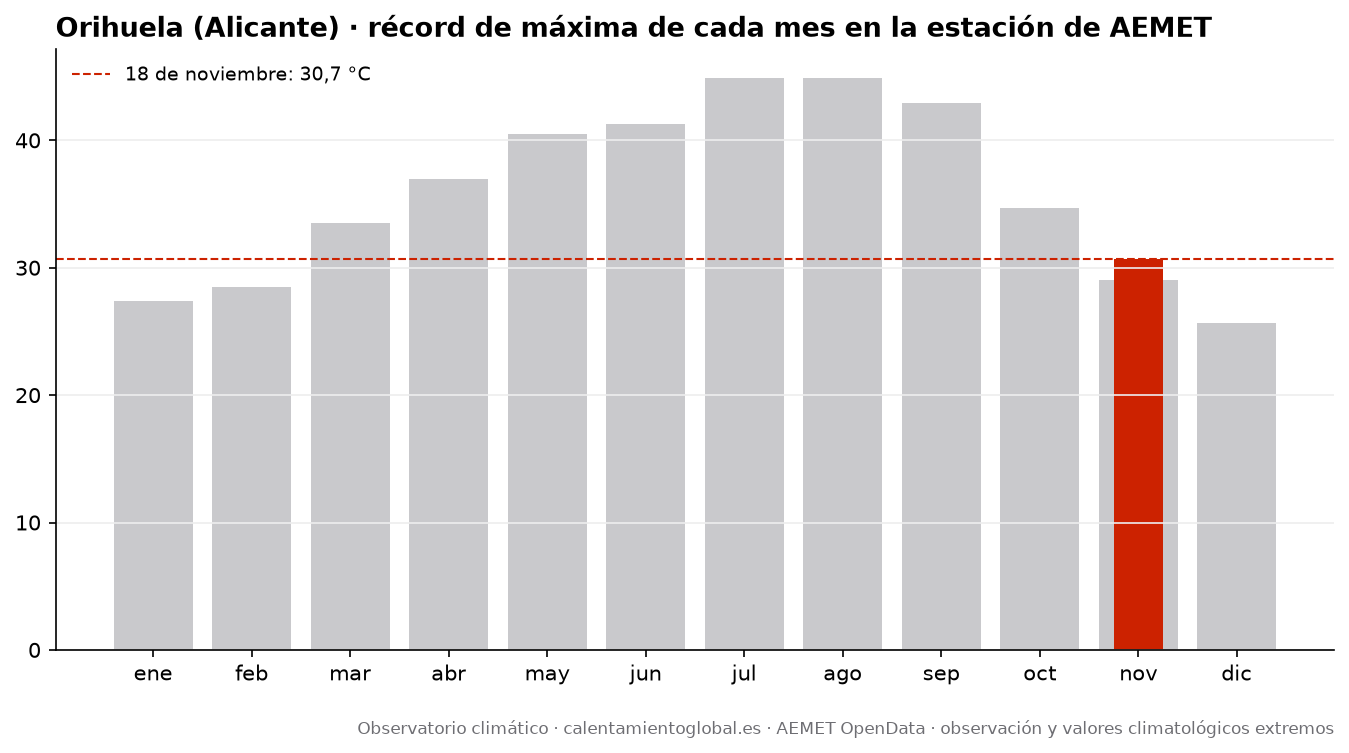 Orihuela (Alicante) · récord de máxima de cada mes en la estación de AEMET
18 de noviembre: 30,7 °C
40
30
20
10
0
ene feb mar abr may jun jul ago sep oct nov dic
Observatorio climático · calentamientoglobal.es · AEMET OpenData · observación y valores climatológicos extremos